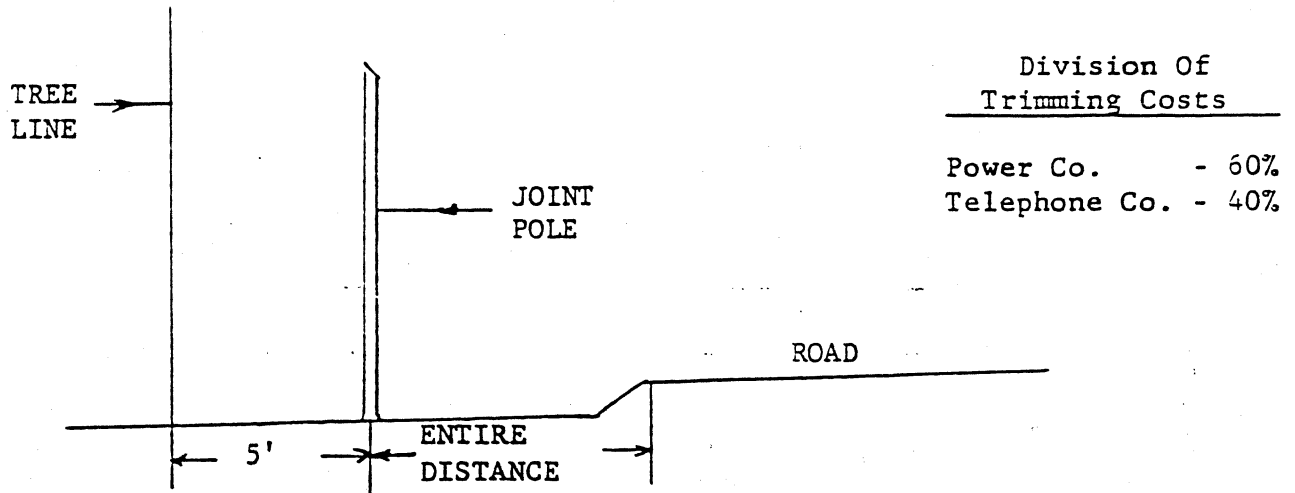 Division Of
Trimming Costs
TREE
LINE
Power Co. - 60%
Telephone Co. - 40%
JOINT
POLE
ROAD
5'
ENTIRE
DISTANCE